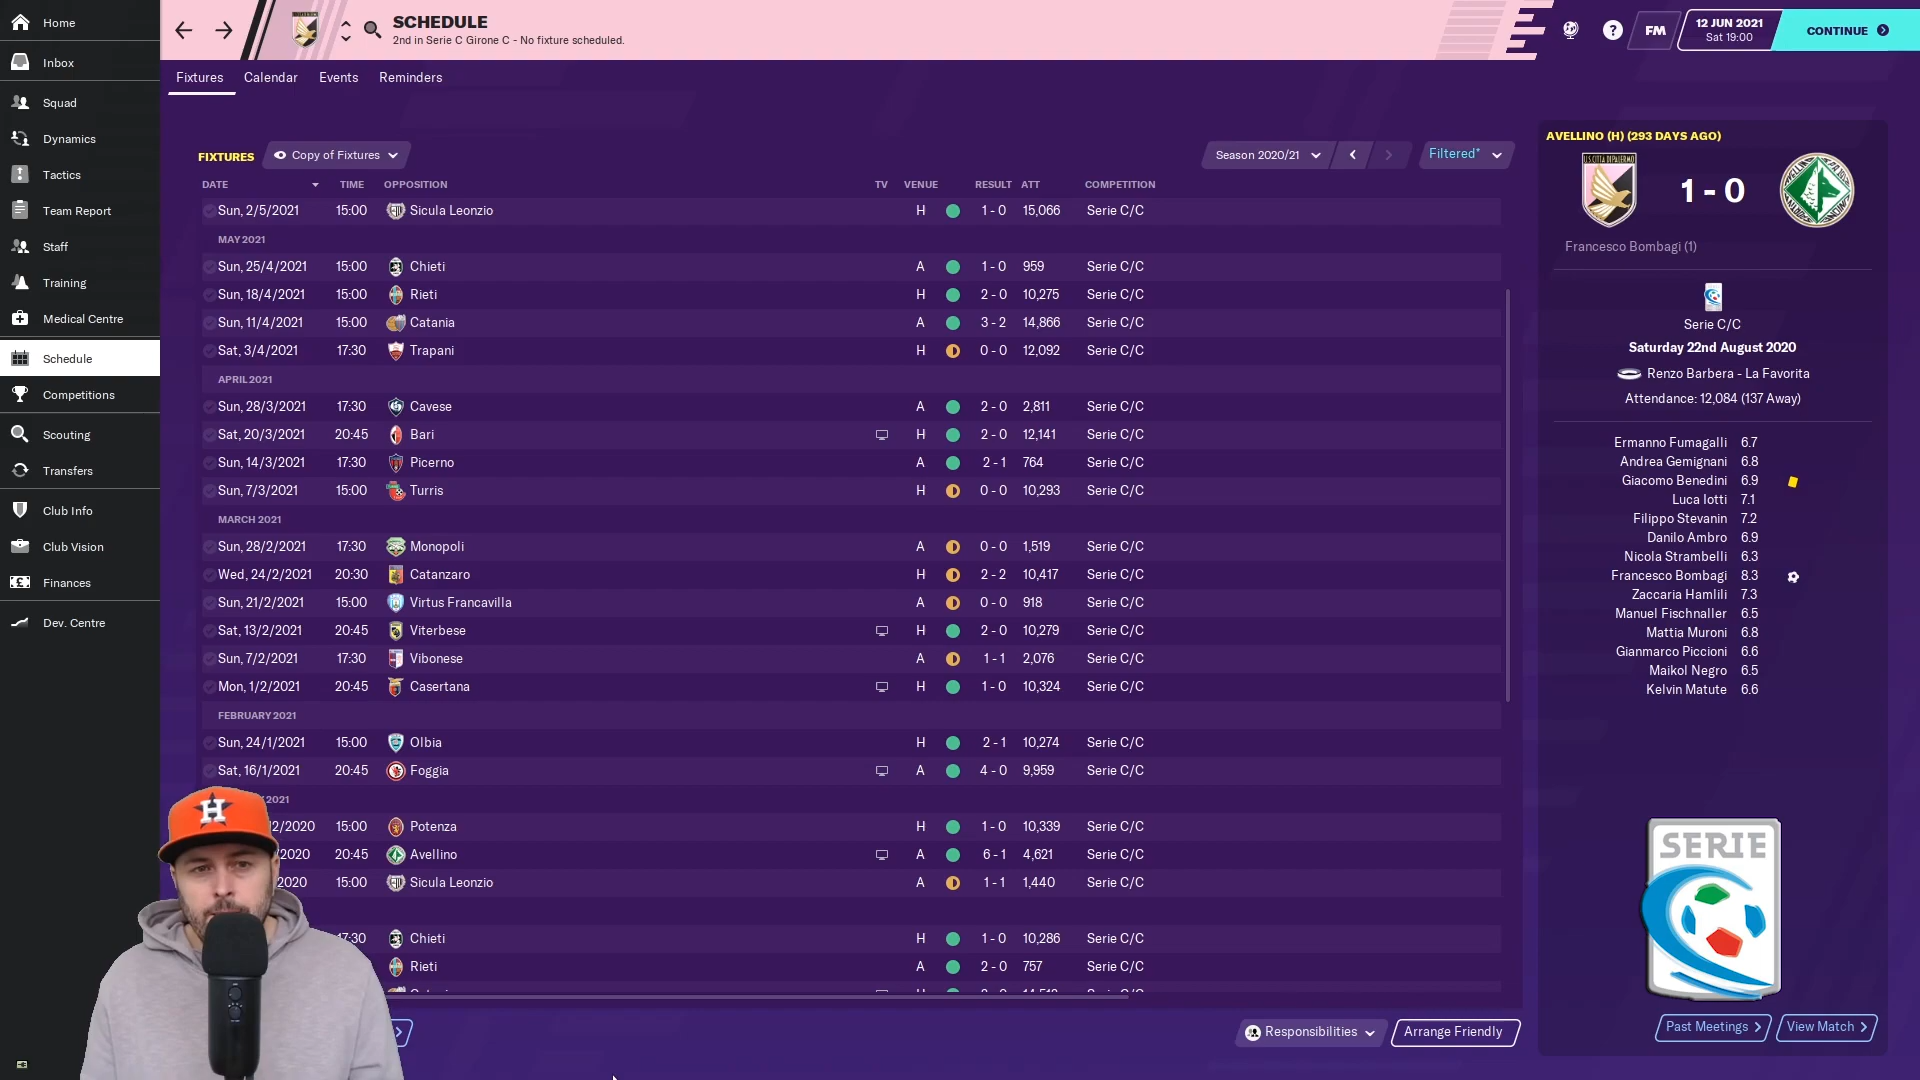 Home
Inbox
Squad
Dynamics
Tactics
Team Report
Staff
Training
Medical Centre
Schedule
Competitions
Scouting
Transfers
Club Info
Club Vision
Finances
Dev. Centre
SCHEDULE
2nd in Serie C Girone C - No fixture scheduled.
FM
12 JUN 2021
Sat 19:00
CONTINUE
Fixtures Calendar Events Reminders
FIXTURES Copy of Fixtures Season 2020/21 Filtered*
DATE TIME OPPOSITION TV VENUE RESULT ATT COMPETITION
Sun, 2/5/2021 15:00 Sicula Leonzio H 1 - 0 15,066 Serie C/C
MAY 2021
Sun, 25/4/2021 15:00 Chieti A 1 - 0 959 Serie C/C
Sun, 18/4/2021 15:00 Rieti H 2 - 0 10,275 Serie C/C
Sun, 11/4/2021 15:00 Catania A 3 - 2 14,866 Serie C/C
Sat, 3/4/2021 17:30 Trapani H 0 - 0 12,092 Serie C/C
APRIL 2021
Sun, 28/3/2021 17:30 Cavese A 2 - 0 2,811 Serie C/C
Sat, 20/3/2021 20:45 Bari H 2 - 0 12,141 Serie C/C
Sun, 14/3/2021 17:30 Picerno A 2 - 1 764 Serie C/C
Sun, 7/3/2021 15:00 Turris H 0 - 0 10,293 Serie C/C
MARCH 2021
Sun, 28/2/2021 17:30 Monopoli A 0 - 0 1,519 Serie C/C
Wed, 24/2/2021 20:30 Catanzaro H 2 - 2 10,417 Serie C/C
Sun, 21/2/2021 15:00 Virtus Francavilla A 0 - 0 918 Serie C/C
Sat, 13/2/2021 20:45 Viterbese H 2 - 0 10,279 Serie C/C
Sun, 7/2/2021 17:30 Vibonese A 1 - 1 2,076 Serie C/C
Mon, 1/2/2021 20:45 Casertana H 1 - 0 10,324 Serie C/C
FEBRUARY 2021
Sun, 24/1/2021 15:00 Olbia H 2 - 1 10,274 Serie C/C
Sat, 16/1/2021 20:45 Foggia A 4 - 0 9,959 Serie C/C
2021
2/2020 15:00 Potenza H 1 - 0 10,339 Serie C/C
2020 20:45 Avellino A 6 - 1 4,621 Serie C/C
2020 15:00 Sicula Leonzio A 1 - 1 1,440 Serie C/C
17:30 Chieti H 1 - 0 10,286 Serie C/C
Rieti A 2 - 0 757 Serie C/C
Responsibilities Arrange Friendly
AVELLINO (H) (293 DAYS AGO)
U.S. CITTA DI PALERMO
1 - 0
Francesco Bombagi (1)
Serie C/C
Saturday 22nd August 2020
Renzo Barbera - La Favorita
Attendance: 12,084 (137 Away)
Ermanno Fumagalli 6.7
Andrea Gemignani 6.8
Giacomo Benedini 6.9
Luca Iotti 7.1
Filippo Stevanin 7.2
Danilo Ambro 6.9
Nicola Strambelli 6.3
Francesco Bombagi 8.3
Zaccaria Hamlili 7.3
Manuel Fischnaller 6.5
Mattia Muroni 6.8
Gianmarco Piccioni 6.6
Maikol Negro 6.5
Kelvin Matute 6.6
SERIE
Past Meetings View Match
H